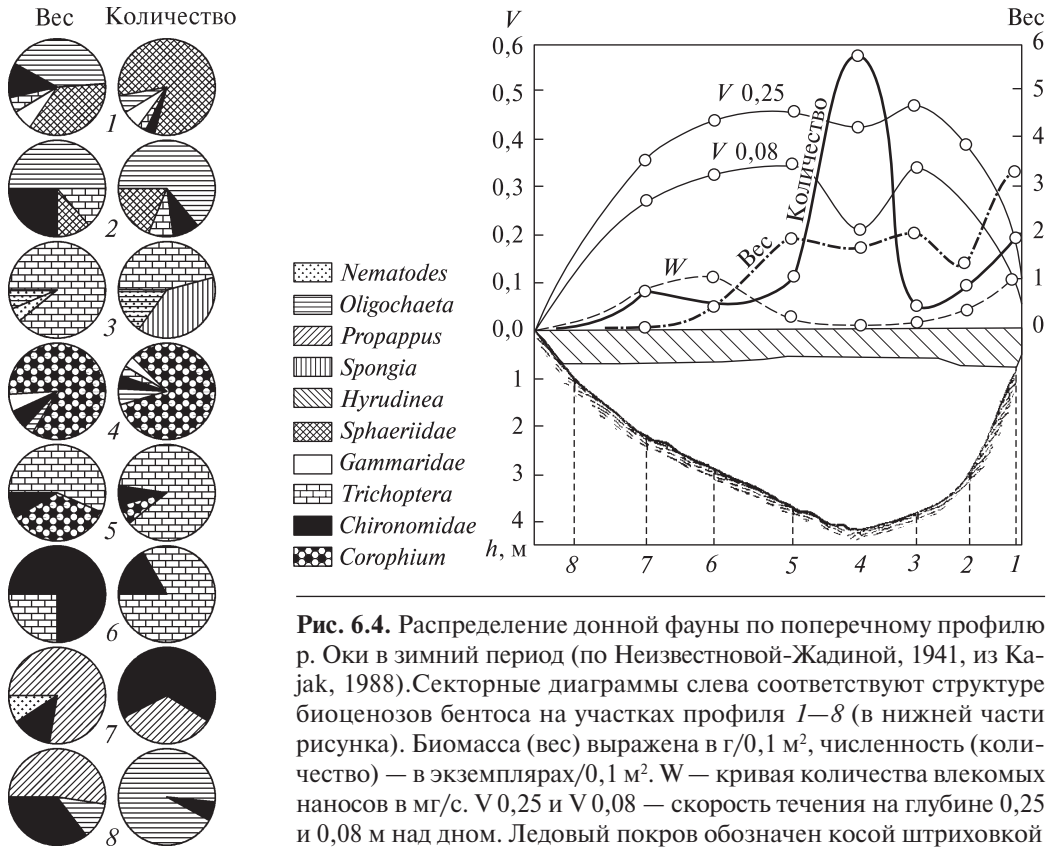 Вес Количество
1
2
3
4
5
6
7
8
Nematodes
Oligochaeta
Propappus
Spongia
Hyrudinea
Sphaeriidae
Gammaridae
Trichoptera
Chironomidae
Corophium
V
Вес
0,6
0,5
0,4
0,3
0,2
0,1
0,0
6
5
4
3
2
1
0
V 0,25
V 0,08
Количество
Вес
W
1
2
3
4
h, м
8 7 6 5 4 3 2 1
Рис. 6.4. Распределение донной фауны по поперечному профилю
р. Оки в зимний период (по Неизвестновой-Жадиной, 1941, из Ka-
jak, 1988).Секторные диаграммы слева соответствуют структуре
биоценозов бентоса на участках профиля 1—8 (в нижней части
рисунка). Биомасса (вес) выражена в г/0,1 м², численность (коли-
чество) — в экземплярах/0,1 м². W — кривая количества влекомых
наносов в мг/с. V 0,25 и V 0,08 — скорость течения на глубине 0,25
и 0,08 м над дном. Ледовый покров обозначен косой штриховкой